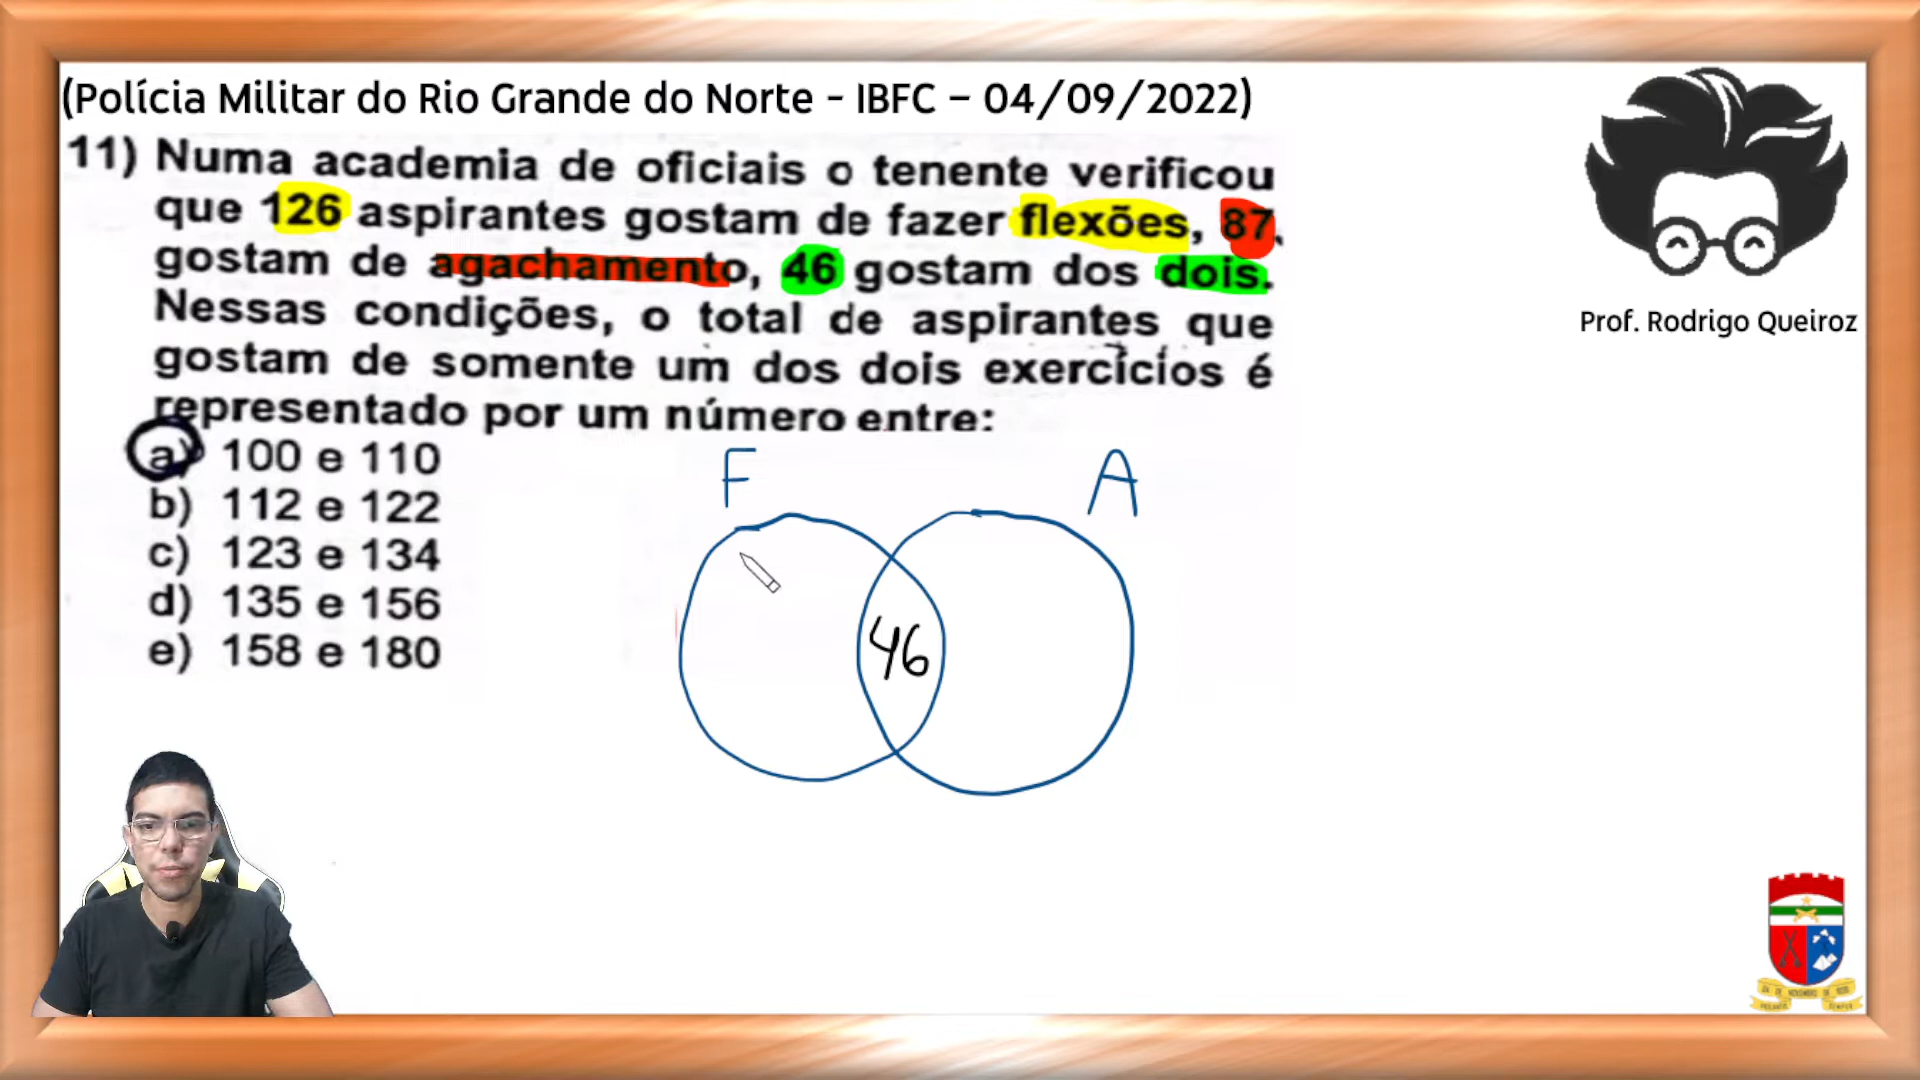 (Polícia Militar do Rio Grande do Norte - IBFC – 04/09/2022)
11) Numa academia de oficiais o tenente verificou
que 126 aspirantes gostam de fazer flexões, 87,
gostam de agachamento, 46 gostam dos dois.
Nessas condições, o total de aspirantes que
gostam de somente um dos dois exercícios é
representado por um número entre:
a) 100 e 110
b) 112 e 122
c) 123 e 134
d) 135 e 156
e) 158 e 180
F
A
46
Prof. Rodrigo Queiroz